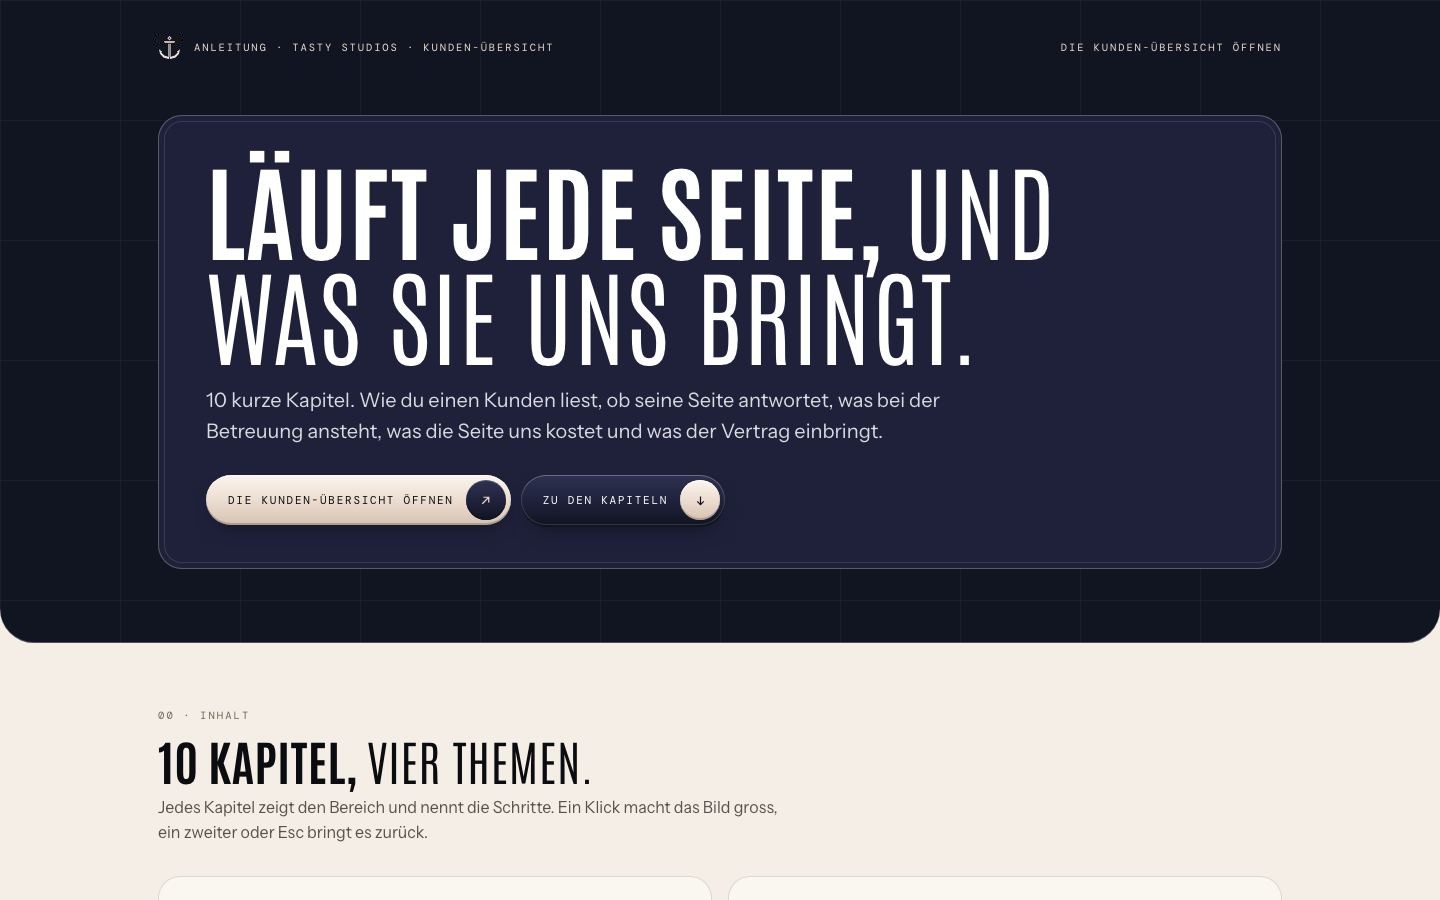 ANLEITUNG · TASTY STUDIOS · KUNDEN-ÜBERSICHT
DIE KUNDEN-ÜBERSICHT ÖFFNEN
LÄUFT JEDE SEITE, UND
WAS SIE UNS BRINGT.
10 kurze Kapitel. Wie du einen Kunden liest, ob seine Seite antwortet, was bei der
Betreuung ansteht, was die Seite uns kostet und was der Vertrag einbringt.
DIE KUNDEN-ÜBERSICHT ÖFFNEN ↗
ZU DEN KAPITELN ↓
00 · INHALT
10 KAPITEL, VIER THEMEN.
Jedes Kapitel zeigt den Bereich und nennt die Schritte. Ein Klick macht das Bild gross,
ein zweiter oder Esc bringt es zurück.